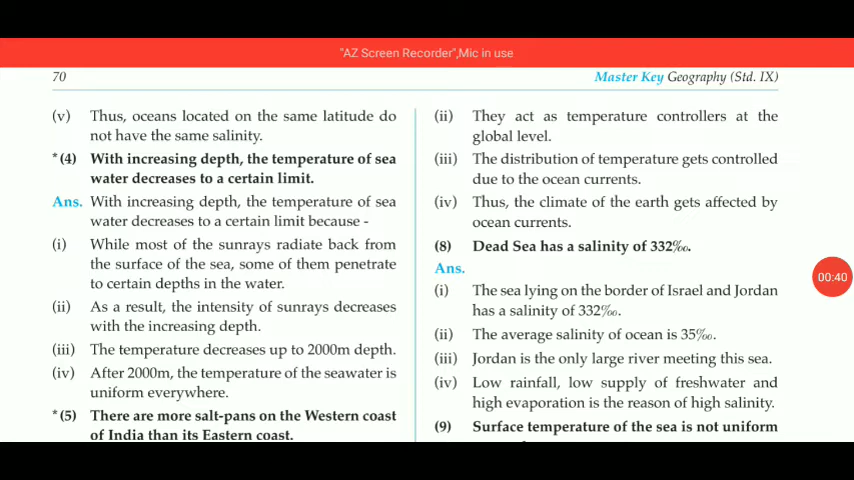 "AZ Screen Recorder",Mic in use
70
Master Key Geography (Std. IX)
(v) Thus, oceans located on the same latitude do
not have the same salinity.
*(4) With increasing depth, the temperature of sea
water decreases to a certain limit.
Ans. With increasing depth, the temperature of sea
water decreases to a certain limit because -
(i) While most of the sunrays radiate back from
the surface of the sea, some of them penetrate
to certain depths in the water.
(ii) As a result, the intensity of sunrays decreases
with the increasing depth.
(iii) The temperature decreases up to 2000m depth.
(iv) After 2000m, the temperature of the seawater is
uniform everywhere.
*(5) There are more salt-pans on the Western coast
of India than its Eastern coast.
(ii) They act as temperature controllers at the
global level.
(iii) The distribution of temperature gets controlled
due to the ocean currents.
(iv) Thus, the climate of the earth gets affected by
ocean currents.
(8) Dead Sea has a salinity of 332‰.
Ans.
(i) The sea lying on the border of Israel and Jordan
has a salinity of 332‰.
(ii) The average salinity of ocean is 35‰.
(iii) Jordan is the only large river meeting this sea.
(iv) Low rainfall, low supply of freshwater and
high evaporation is the reason of high salinity.
(9) Surface temperature of the sea is not uniform
00:40